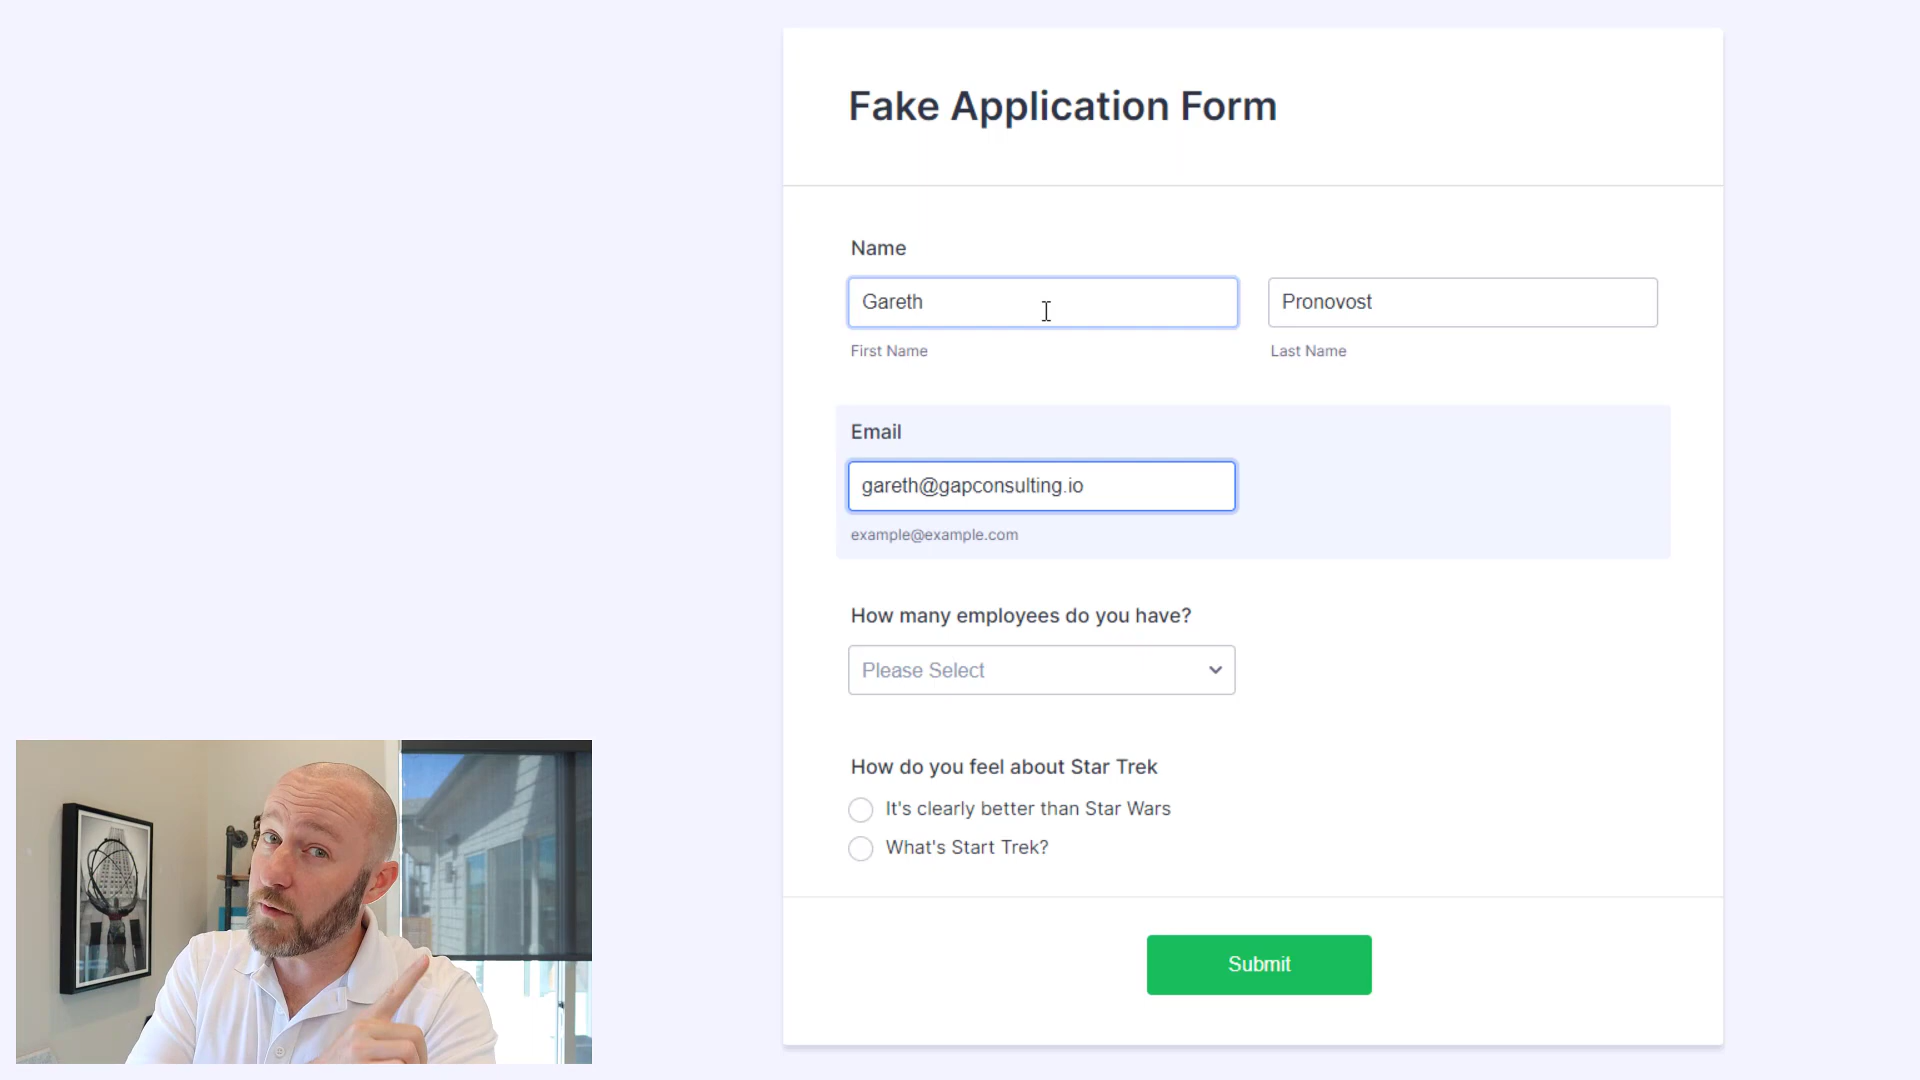 Fake Application Form
Name
Gareth
Pronovost
First Name
Last Name
Email
gareth@gapconsulting.io
example@example.com
How many employees do you have?
Please Select
How do you feel about Star Trek
It's clearly better than Star Wars
What's Start Trek?
Submit